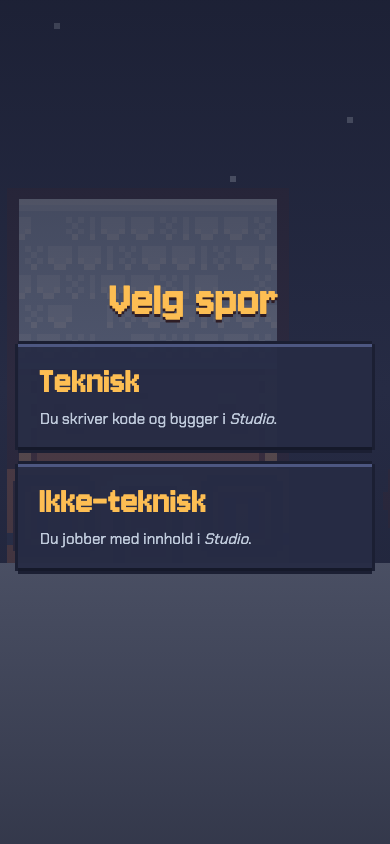 Velg spor
Teknisk
Du skriver kode og bygger i Studio.
Ikke-teknisk
Du jobber med innhold i Studio.